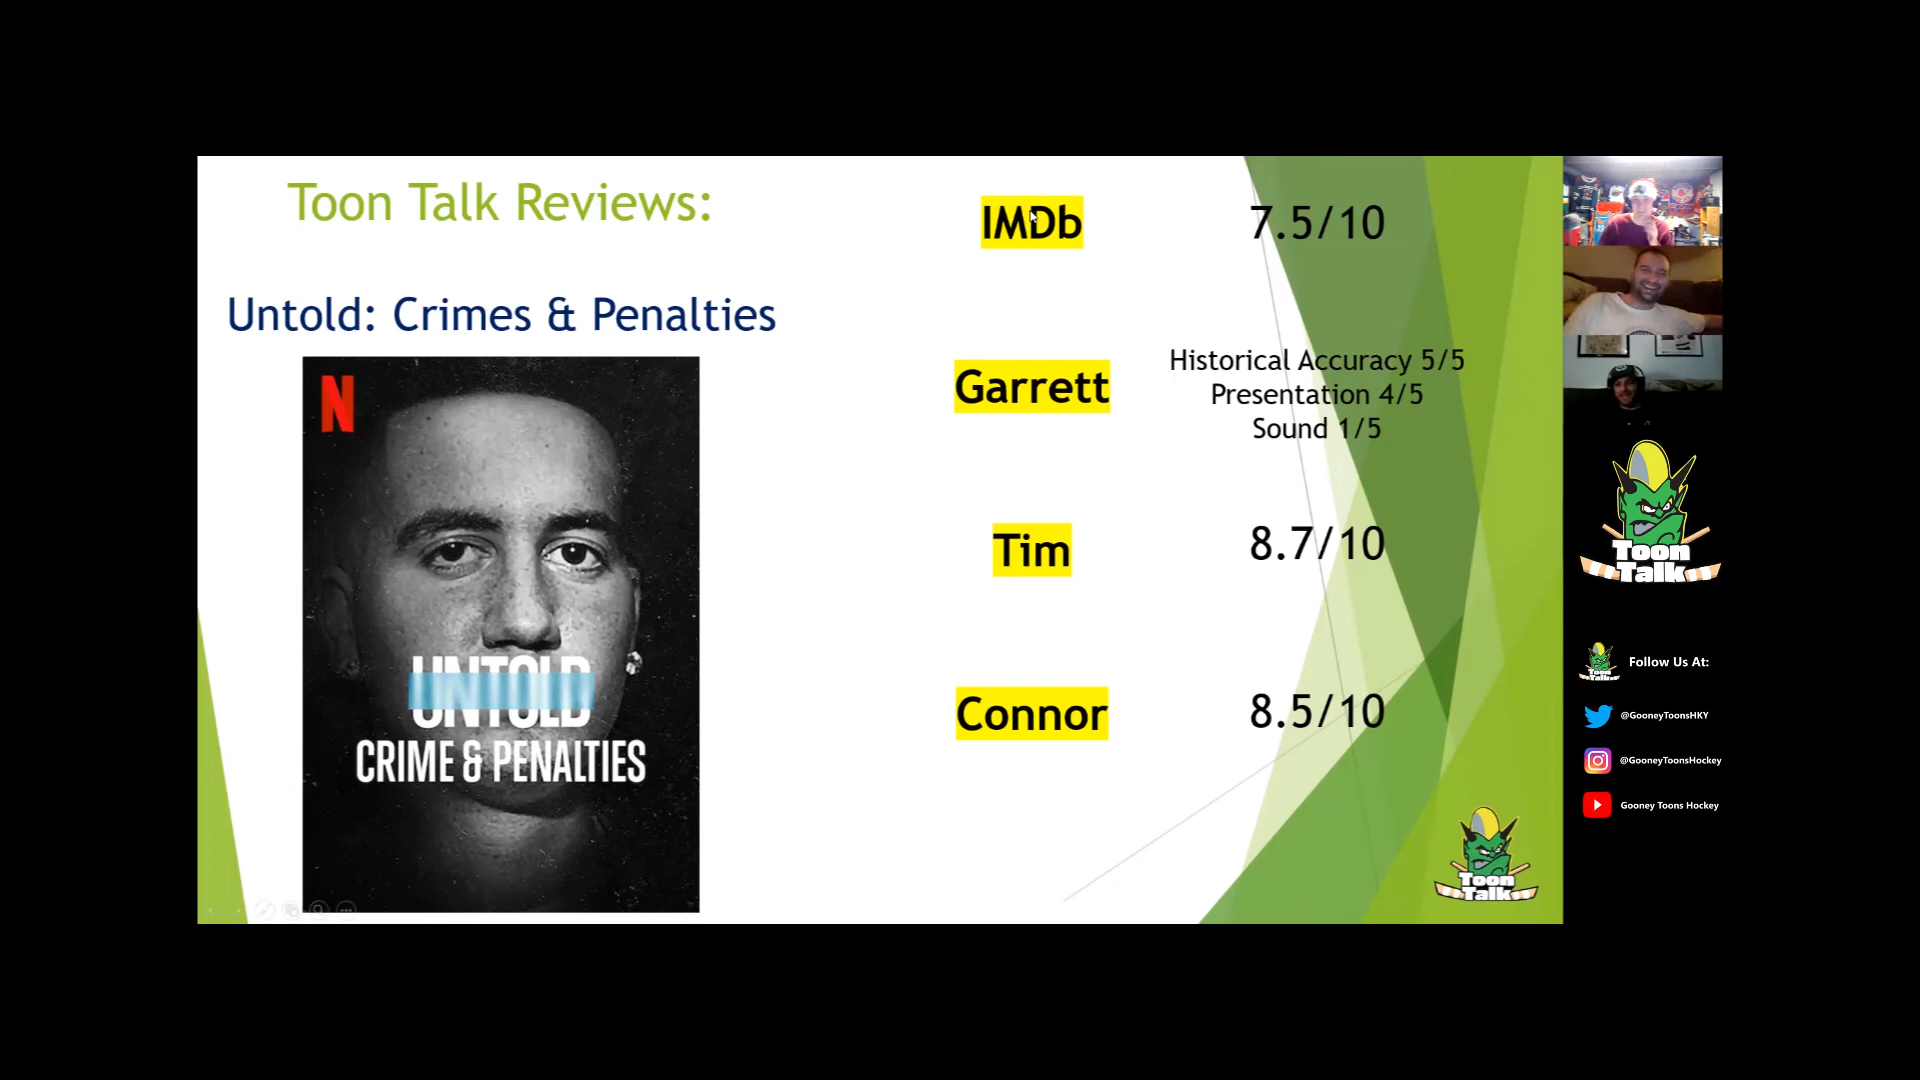 Toon Talk Reviews:
Untold: Crimes & Penalties
N
UNTOLD
CRIME & PENALTIES
IMDb
7.5/10
Garrett
Historical Accuracy 5/5
Presentation 4/5
Sound 1/5
Tim
8.7/10
Connor
8.5/10
Toon
Talk
Toon
Talk
Follow Us At:
@GooneyToonsHKY
@GooneyToonsHockey
Gooney Toons Hockey